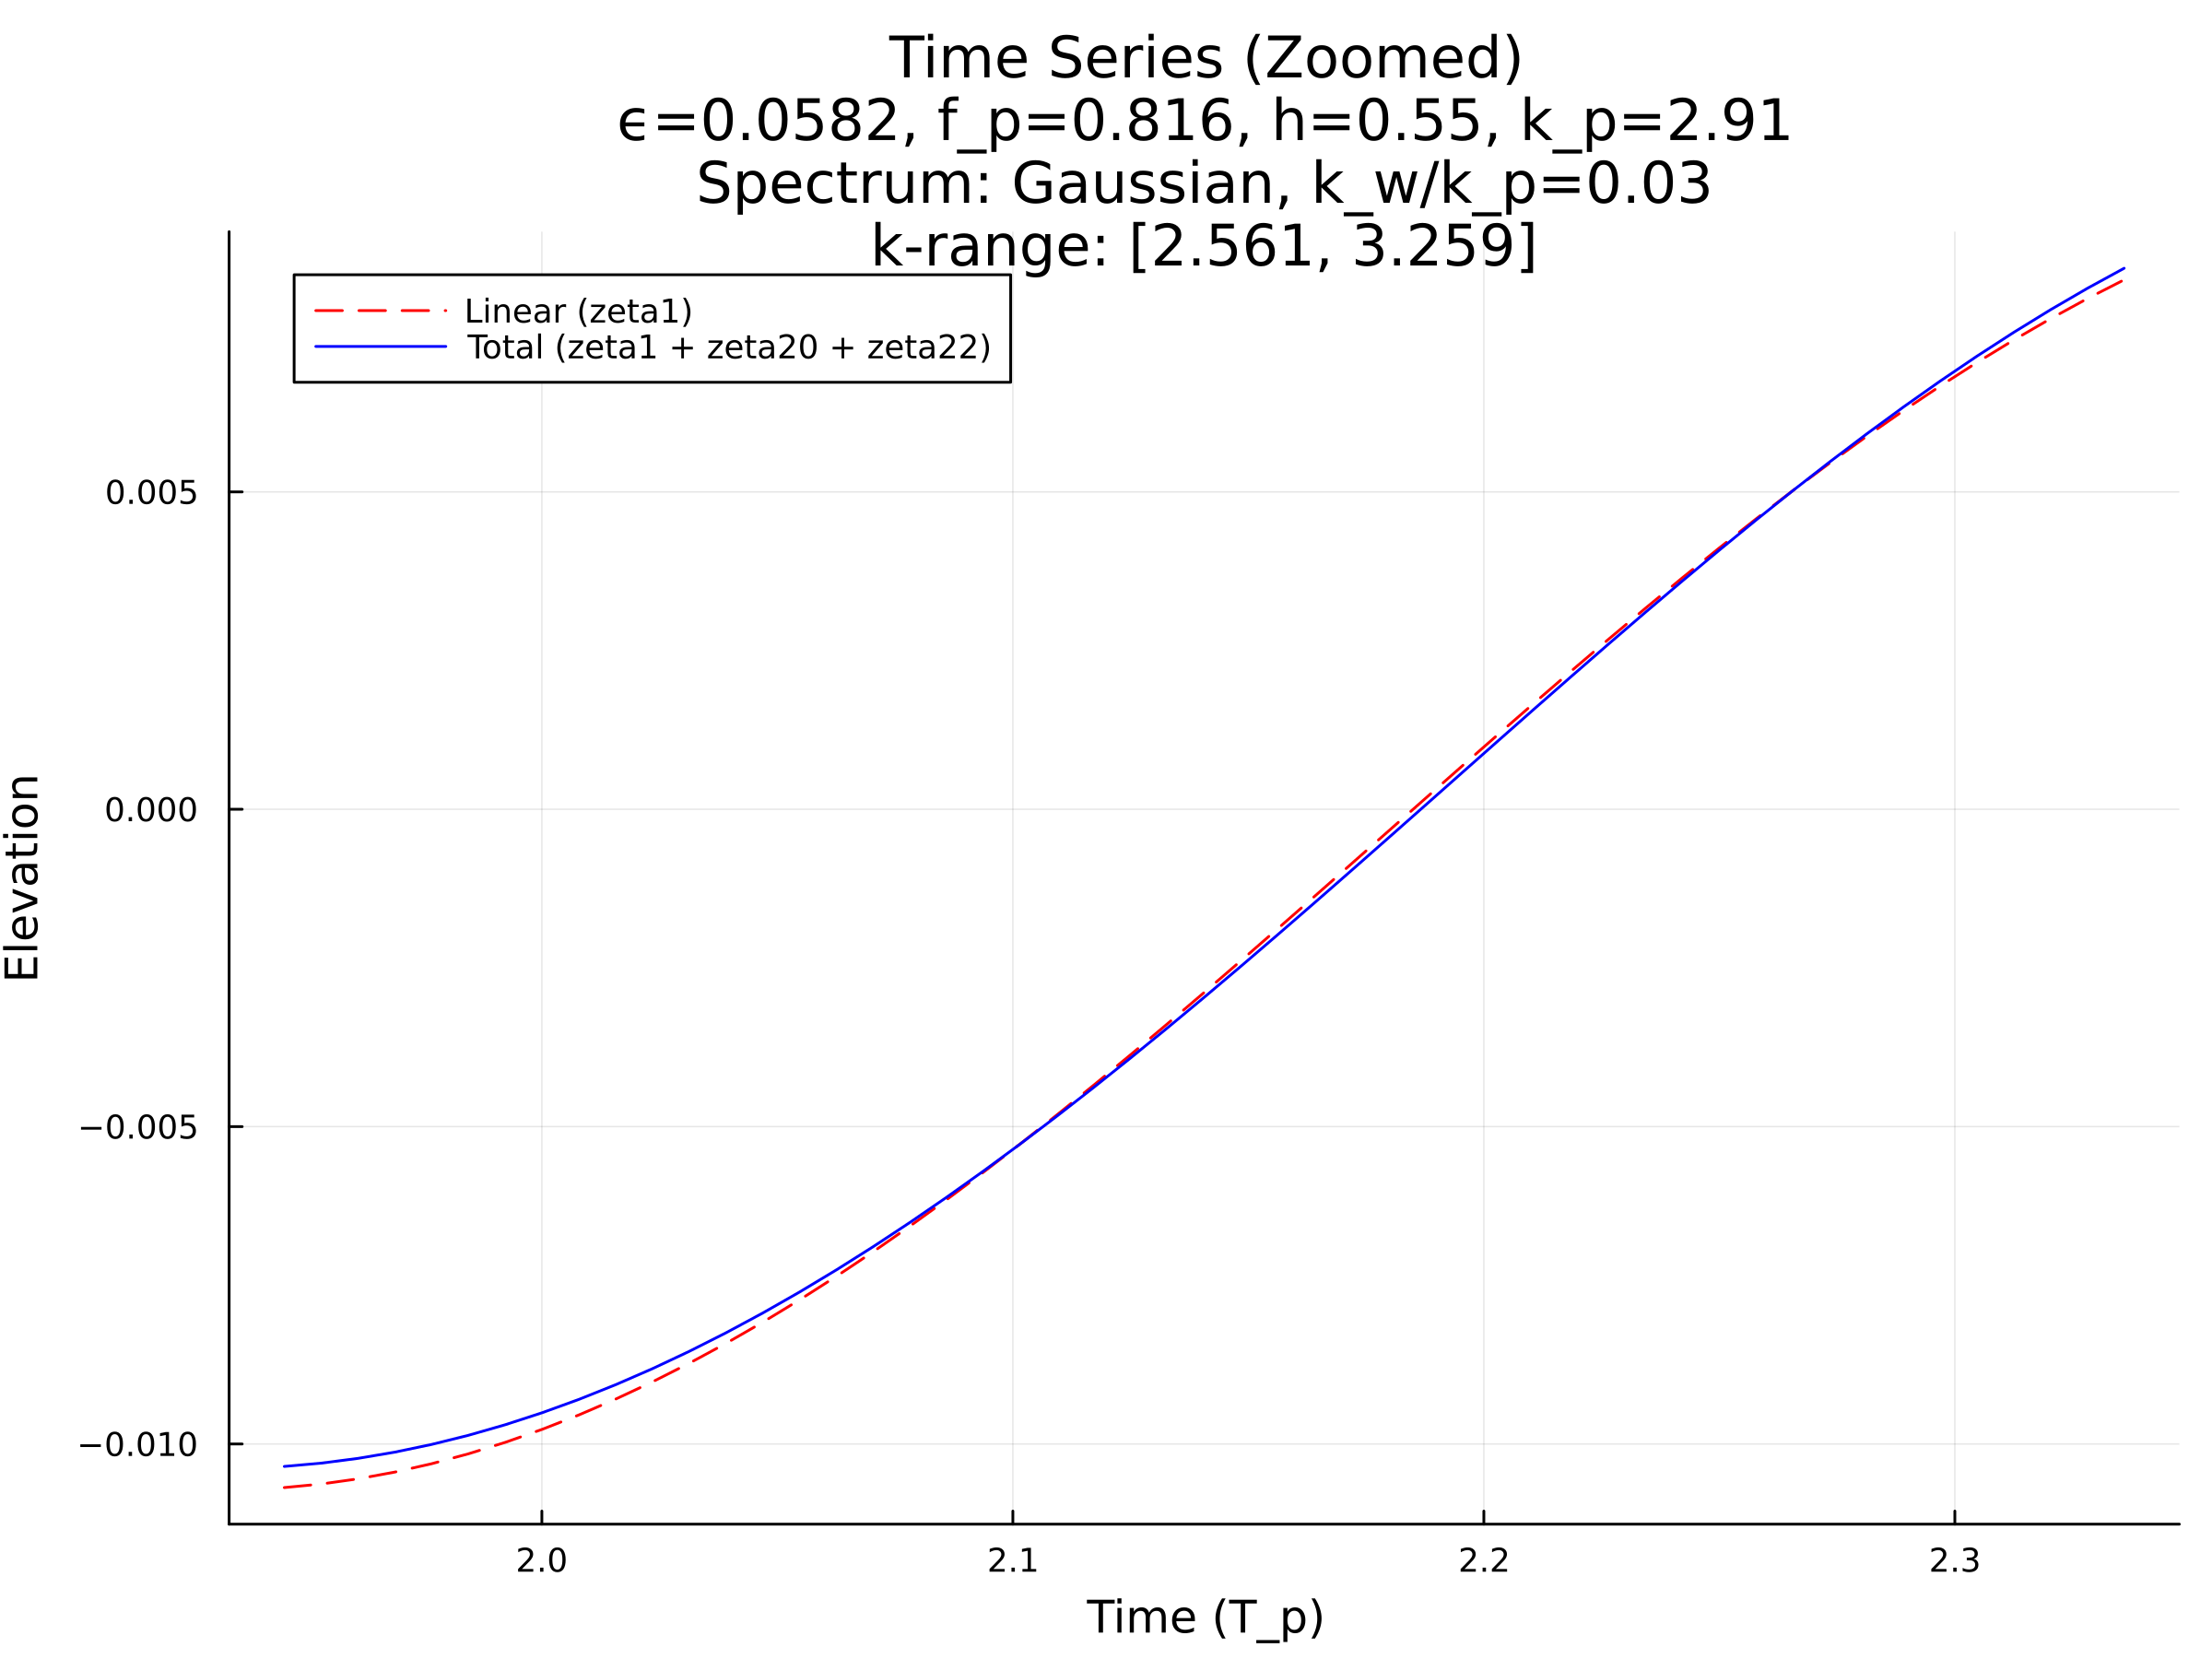 Time Series (Zoomed)
ϵ=0.0582, f_p=0.816, h=0.55, k_p=2.91
Spectrum: Gaussian, k_w/k_p=0.03
k-range: [2.561, 3.259]
Linear (zeta1)
Total (zeta1 + zeta20 + zeta22)
Elevation
0.005
0.000
−0.005
−0.010
2.0 2.1 2.2 2.3
Time (T_p)